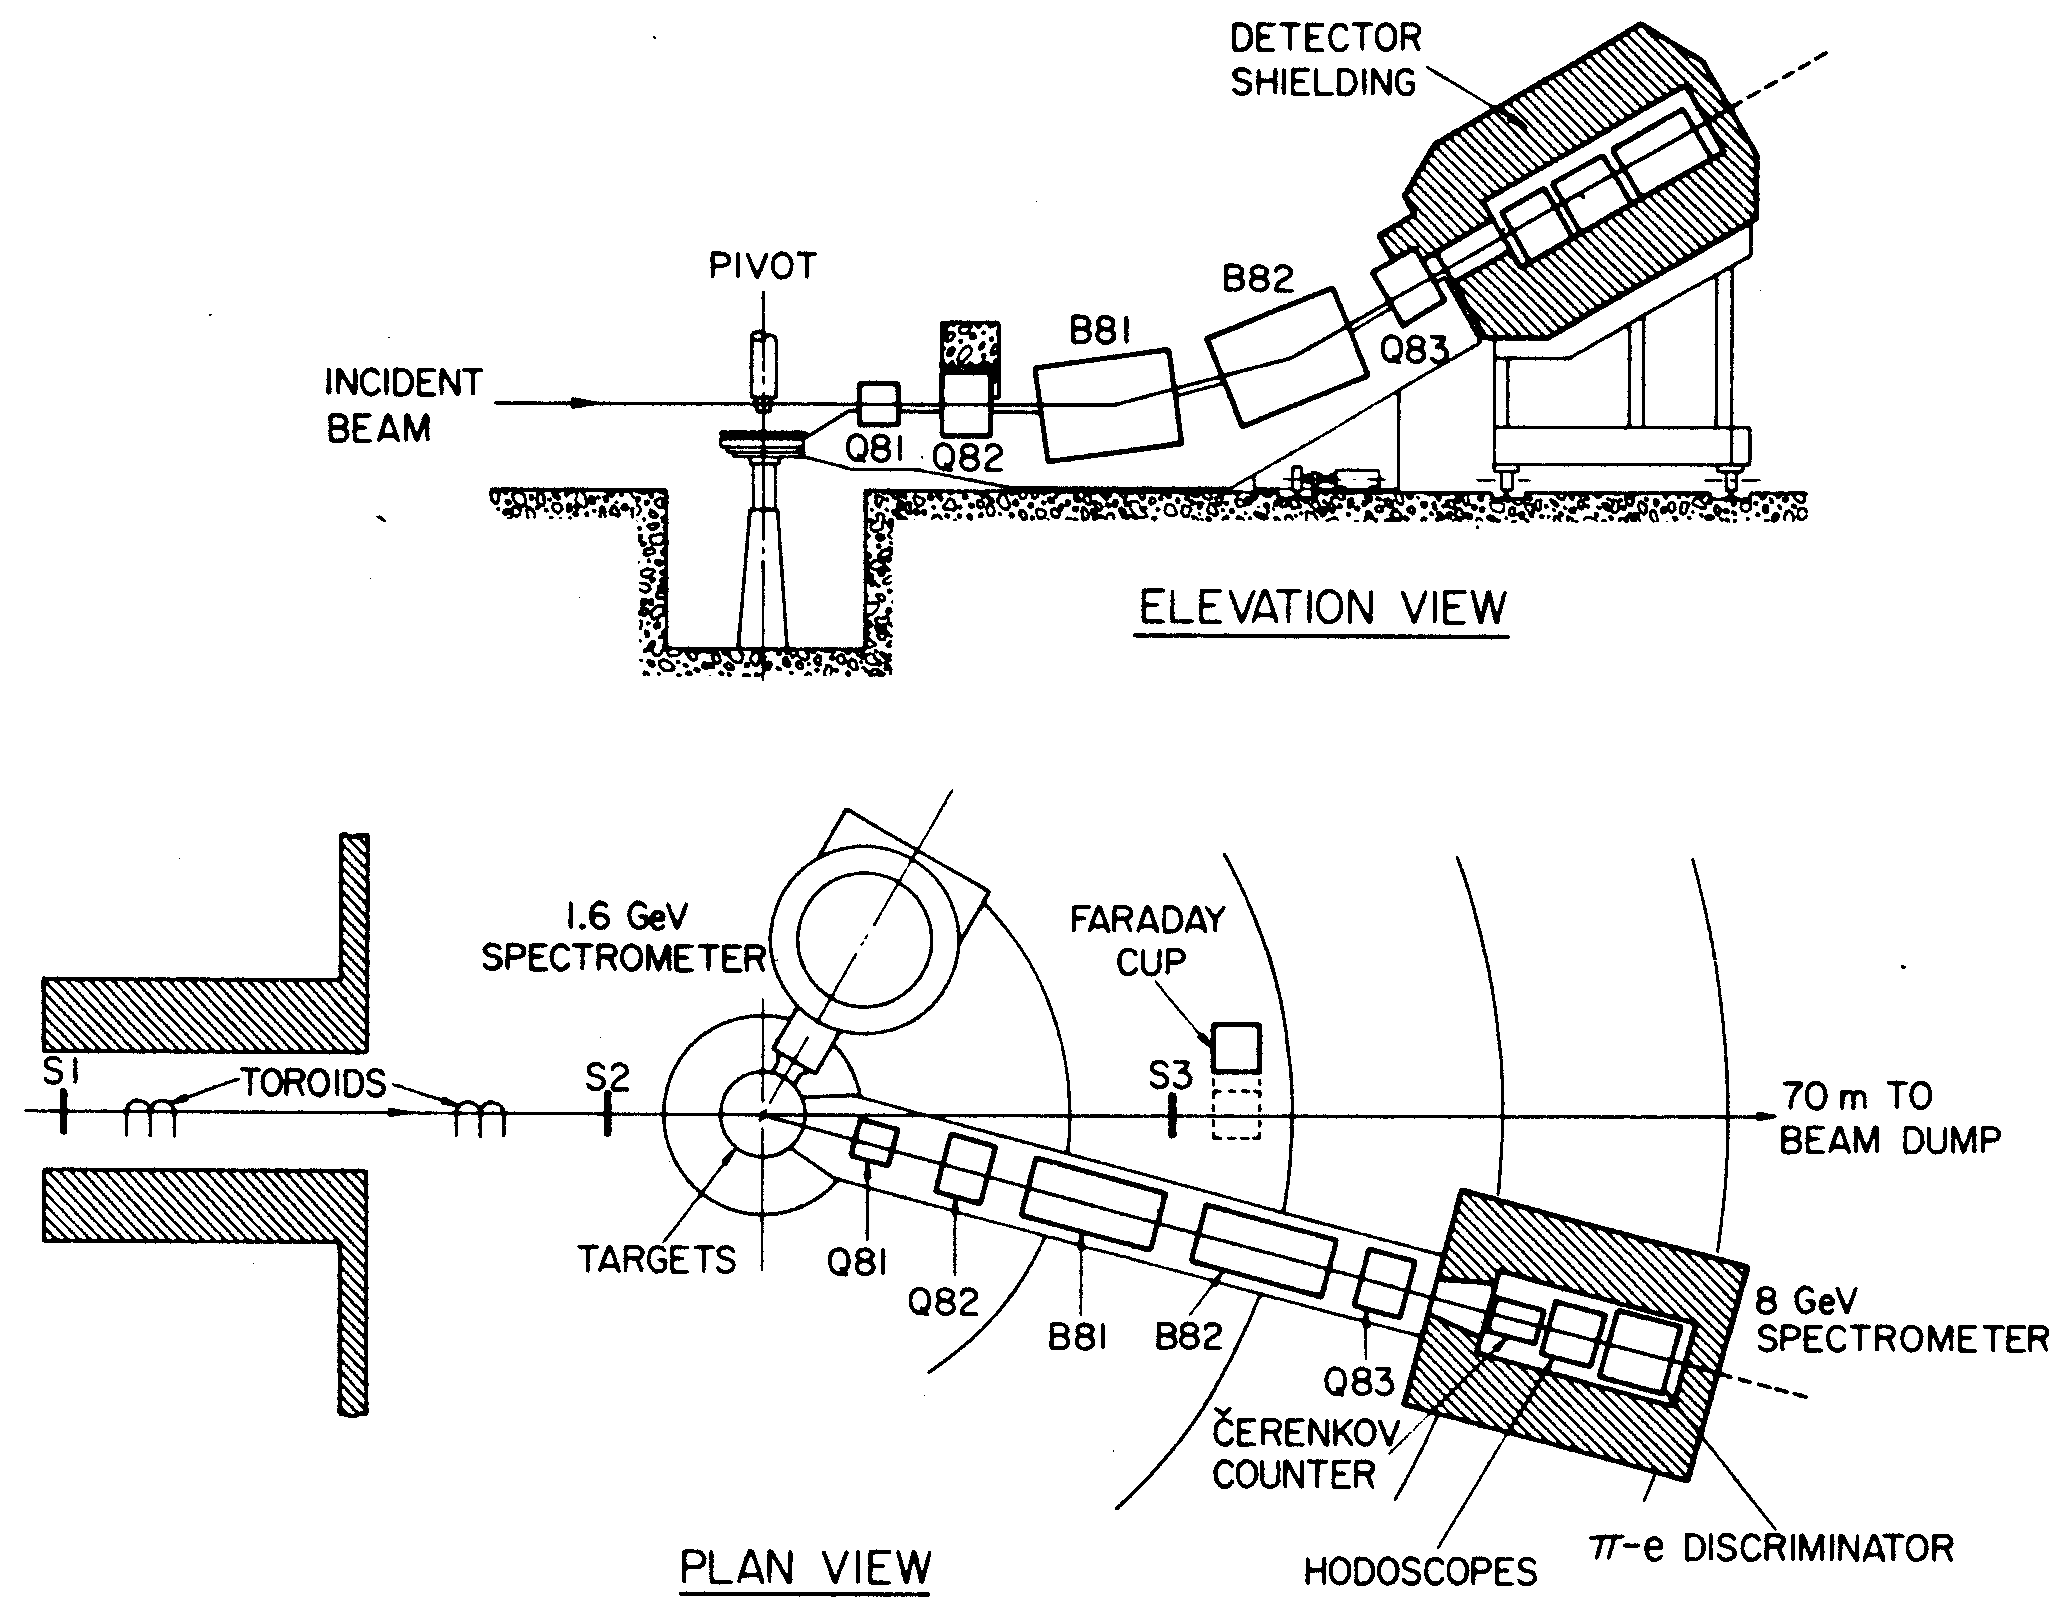 DETECTOR
SHIELDING
PIVOT
B82
B81
Q83
INCIDENT
BEAM
Q81
Q82
ELEVATION VIEW
1.6 GeV
SPECTROMETER
FARADAY
CUP
S1
TOROIDS
S2
S3
70 m TO
BEAM DUMP
TARGETS
Q81
Q82
B81
B82
Q83
8 GeV
SPECTROMETER
ČERENKOV
COUNTER
HODOSCOPES
π-e DISCRIMINATOR
PLAN VIEW